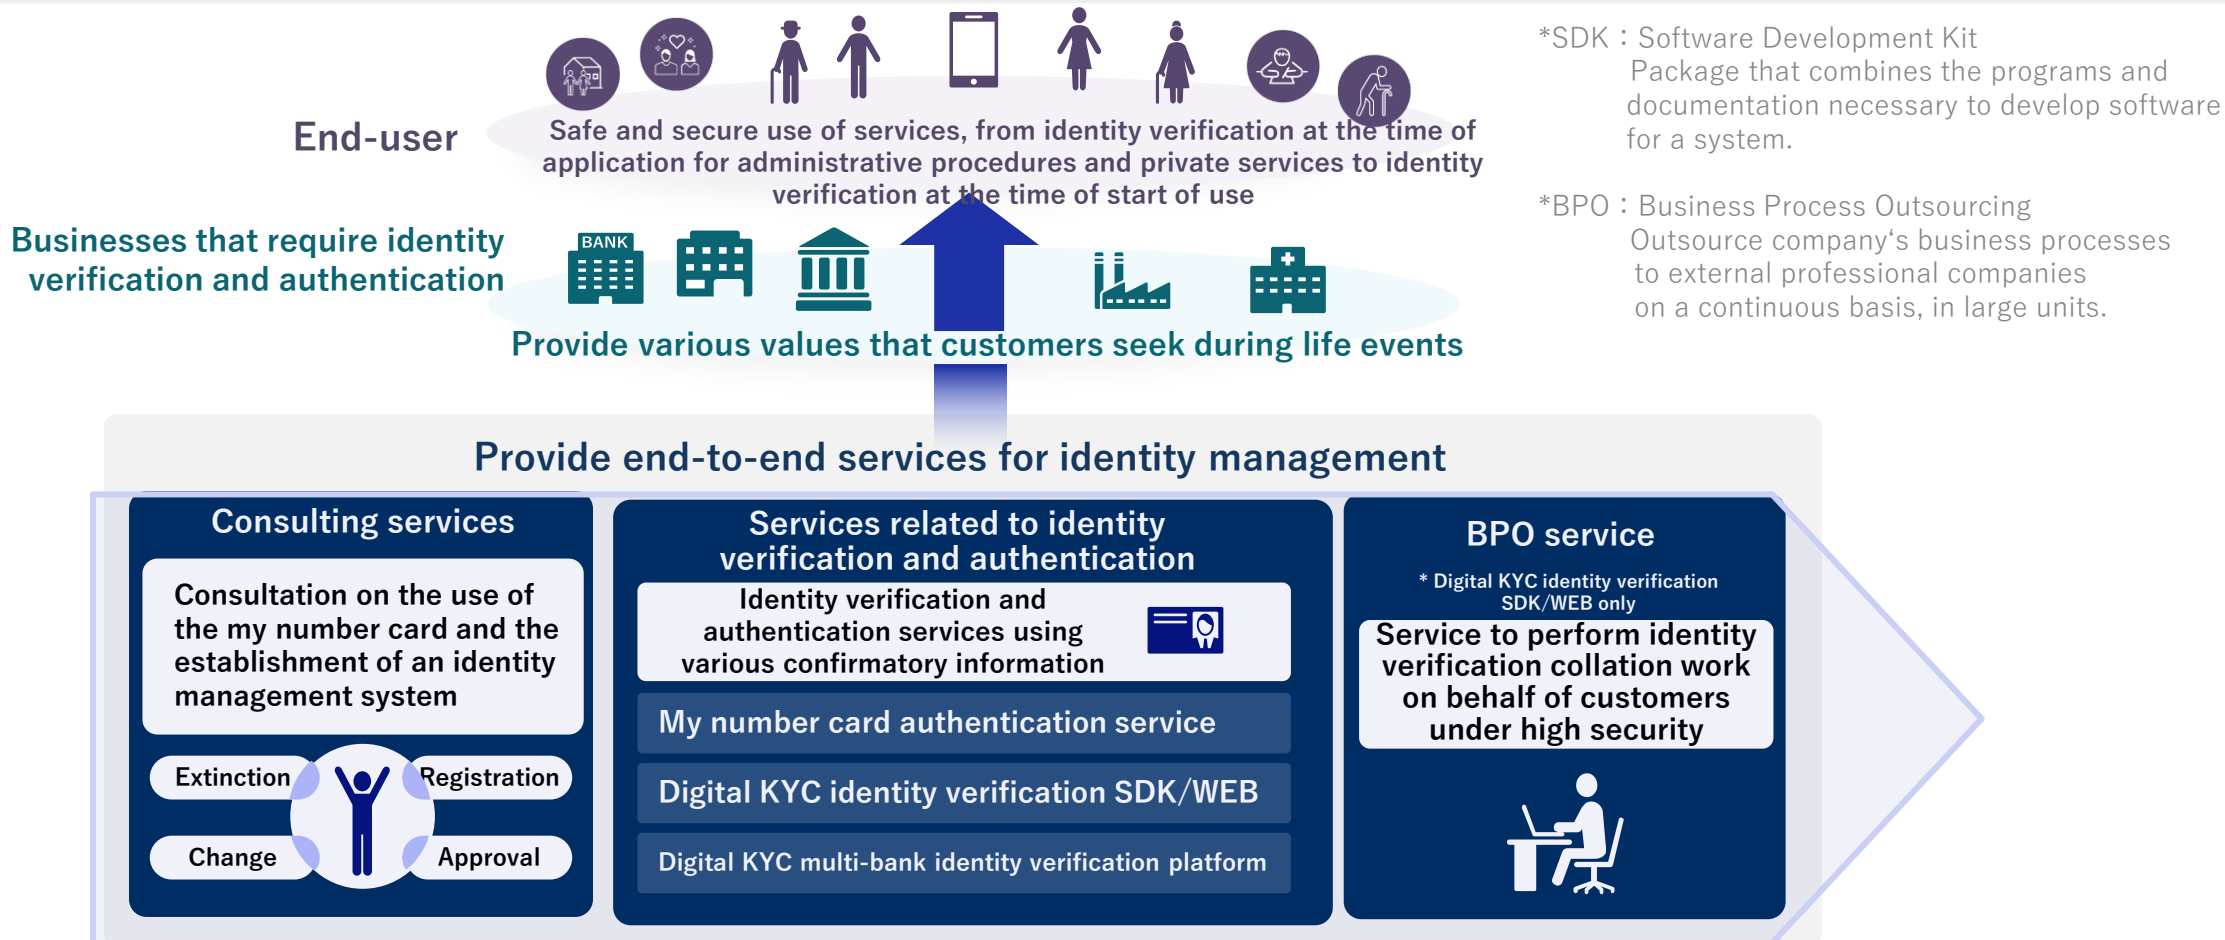 End-user
Safe and secure use of services, from identity verification at the time of
application for administrative procedures and private services to identity
verification at the time of start of use
*SDK：Software Development Kit
Package that combines the programs and
documentation necessary to develop software
for a system.
*BPO：Business Process Outsourcing
Outsource company‘s business processes
to external professional companies
on a continuous basis, in large units.
Businesses that require identity
verification and authentication
BANK
Provide various values that customers seek during life events
Provide end-to-end services for identity management
Consulting services
Consultation on the use of
the my number card and the
establishment of an identity
management system
Extinction
Registration
Change
Approval
Services related to identity
verification and authentication
Identity verification and
authentication services using
various confirmatory information
My number card authentication service
Digital KYC identity verification SDK/WEB
Digital KYC multi-bank identity verification platform
BPO service
* Digital KYC identity verification
SDK/WEB only
Service to perform identity
verification collation work
on behalf of customers
under high security